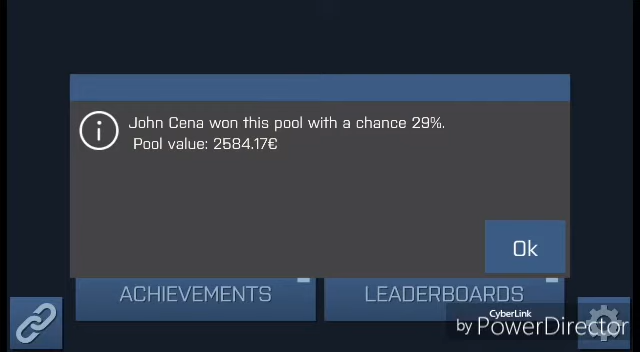 John Cena won this pool with a chance 29%.
Pool value: 2584.17€
Ok
ACHIEVEMENTS
LEADERBOARDS
CyberLink
by PowerDirector